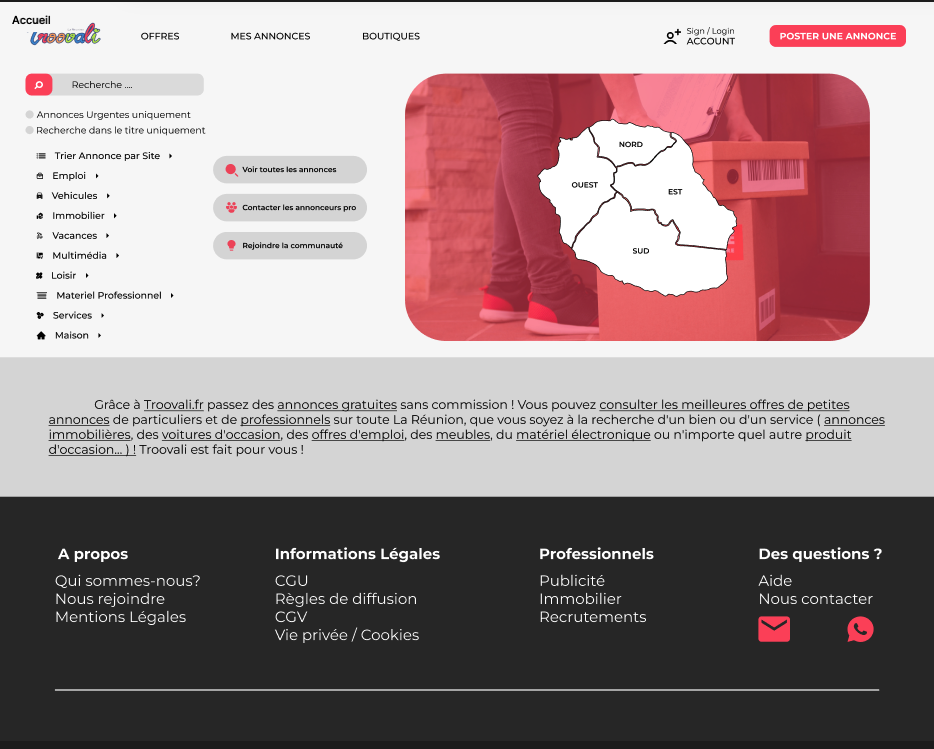 Accueil
troovali
OFFRES
MES ANNONCES
BOUTIQUES
Sign / Login
ACCOUNT
POSTER UNE ANNONCE
Recherche ....
Annonces Urgentes uniquement
Recherche dans le titre uniquement
Trier Annonce par Site
Emploi
Vehicules
Immobilier
Vacances
Multimédia
Loisir
Materiel Professionnel
Services
Maison
Voir toutes les annonces
Contacter les annonceurs pro
Rejoindre la communauté
NORD
OUEST
EST
SUD
Grâce à Troovali.fr passez des annonces gratuites sans commission ! Vous pouvez consulter les meilleures offres de petites
annonces de particuliers et de professionnels sur toute La Réunion, que vous soyez à la recherche d'un bien ou d'un service ( annonces
immobilières, des voitures d'occasion, des offres d'emploi, des meubles, du matériel électronique ou n'importe quel autre produit
d'occasion... ) ! Troovali est fait pour vous !
A propos
Qui sommes-nous?
Nous rejoindre
Mentions Légales
Informations Légales
CGU
Règles de diffusion
CGV
Vie privée / Cookies
Professionnels
Publicité
Immobilier
Recrutements
Des questions ?
Aide
Nous contacter